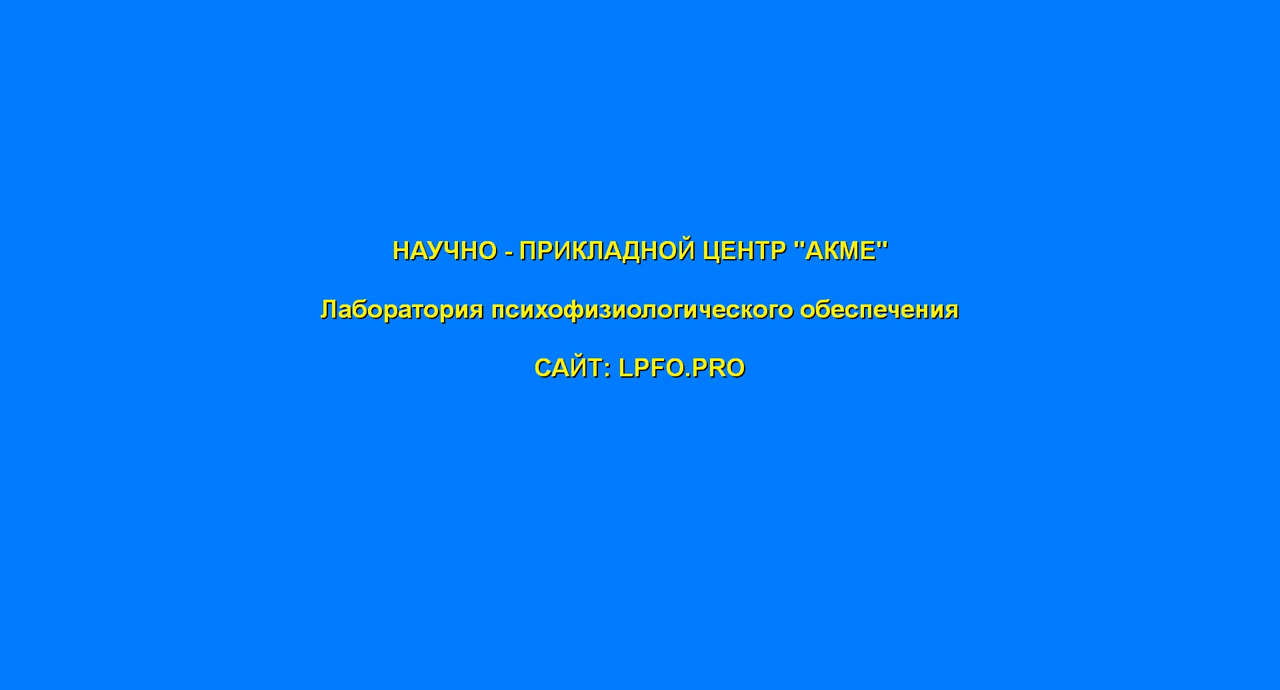 НАУЧНО - ПРИКЛАДНОЙ ЦЕНТР "АКМЕ"
Лаборатория психофизиологического обеспечения
САЙТ: LPFO.PRO